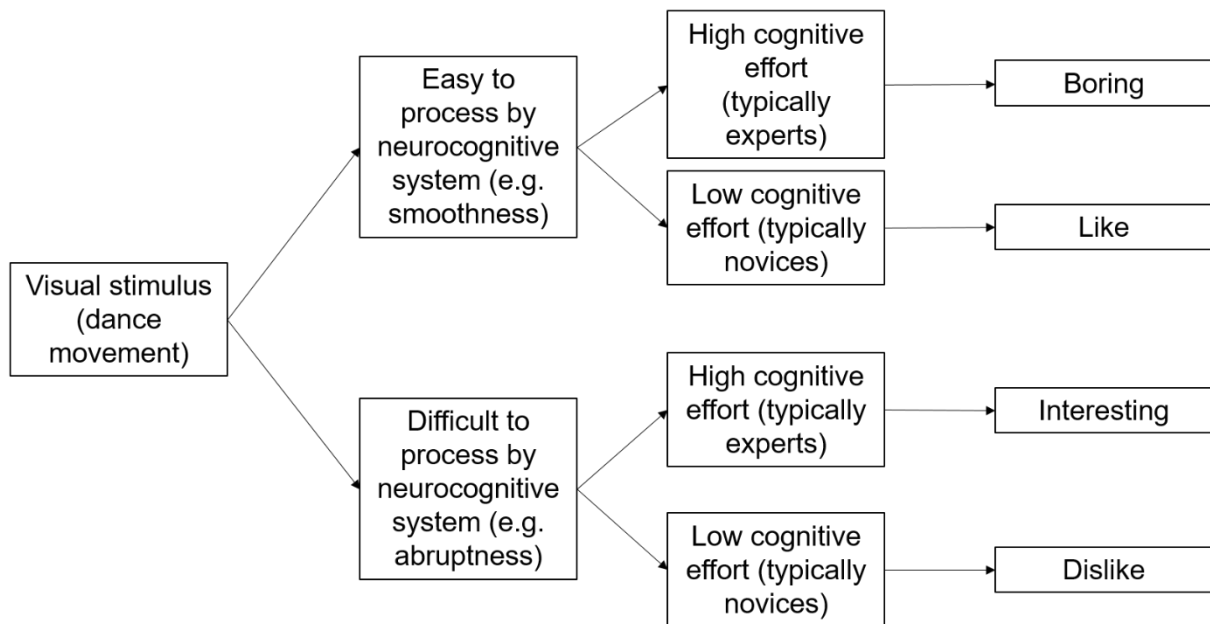 Visual stimulus
(dance
movement)
Easy to
process by
neurocognitive
system (e.g.
smoothness)
Difficult to
process by
neurocognitive
system (e.g.
abruptness)
High cognitive
effort
(typically
experts)
Low cognitive
effort (typically
novices)
High cognitive
effort (typically
experts)
Low cognitive
effort (typically
novices)
Boring
Like
Interesting
Dislike